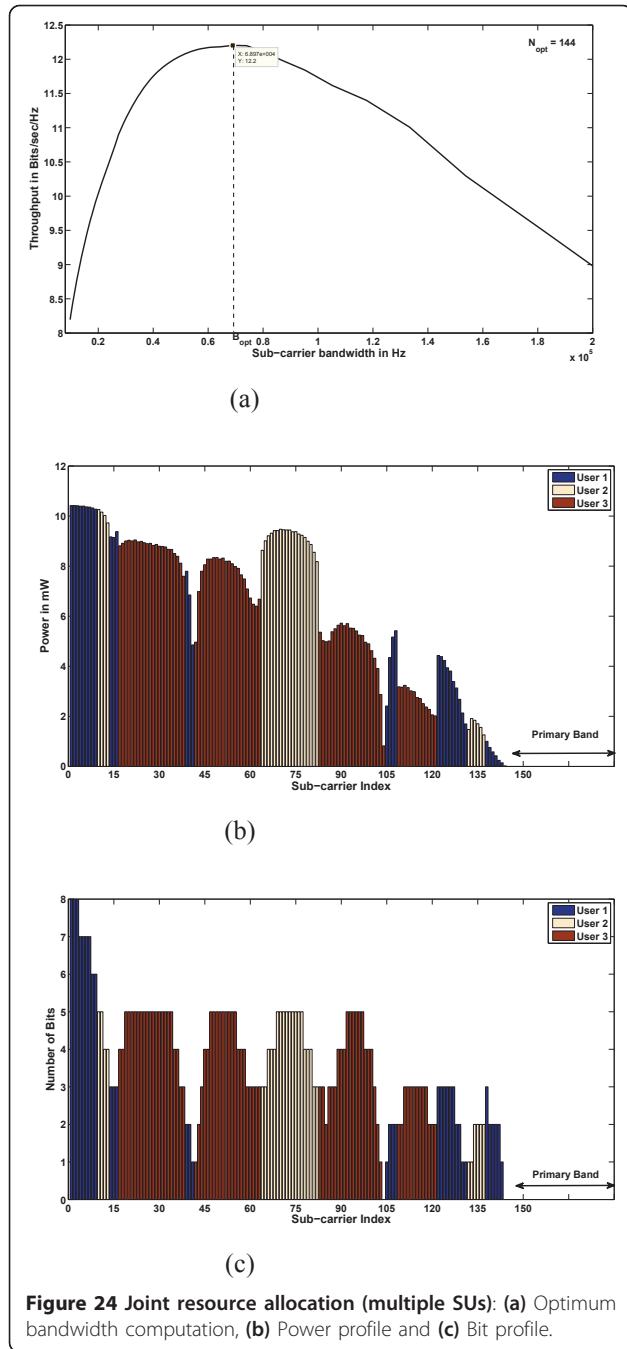 12.5
12
11.5
11
10.5
10
9.5
9
8.5
8
Throughput in Bits/sec/Hz
X: 6.897e+004
Y: 12.2
N_opt = 144
0.2 0.4 0.6 0.8 1 1.2 1.4 1.6 1.8 2
B_opt
Sub-carrier bandwidth in Hz
x 10^5
(a)
12
10
8
6
4
2
0
Power in mW
User 1
User 2
User 3
Primary Band
0 15 30 45 60 75 90 105 120 135 150
Sub-carrier Index
(b)
8
7
6
5
4
3
2
1
0
Number of Bits
User 1
User 2
User 3
Primary Band
0 15 30 45 60 75 90 105 120 135 150
Sub-carrier Index
(c)
Figure 24 Joint resource allocation (multiple SUs): (a) Optimum
bandwidth computation, (b) Power profile and (c) Bit profile.